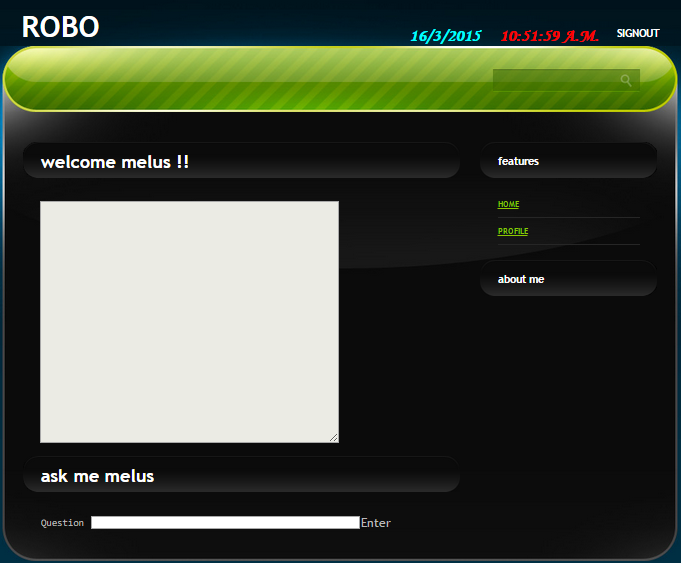 ROBO
16/3/2015 10:51:59 A.M. SIGNOUT
welcome melus !!
features
HOME
PROFILE
about me
ask me melus
Question Enter